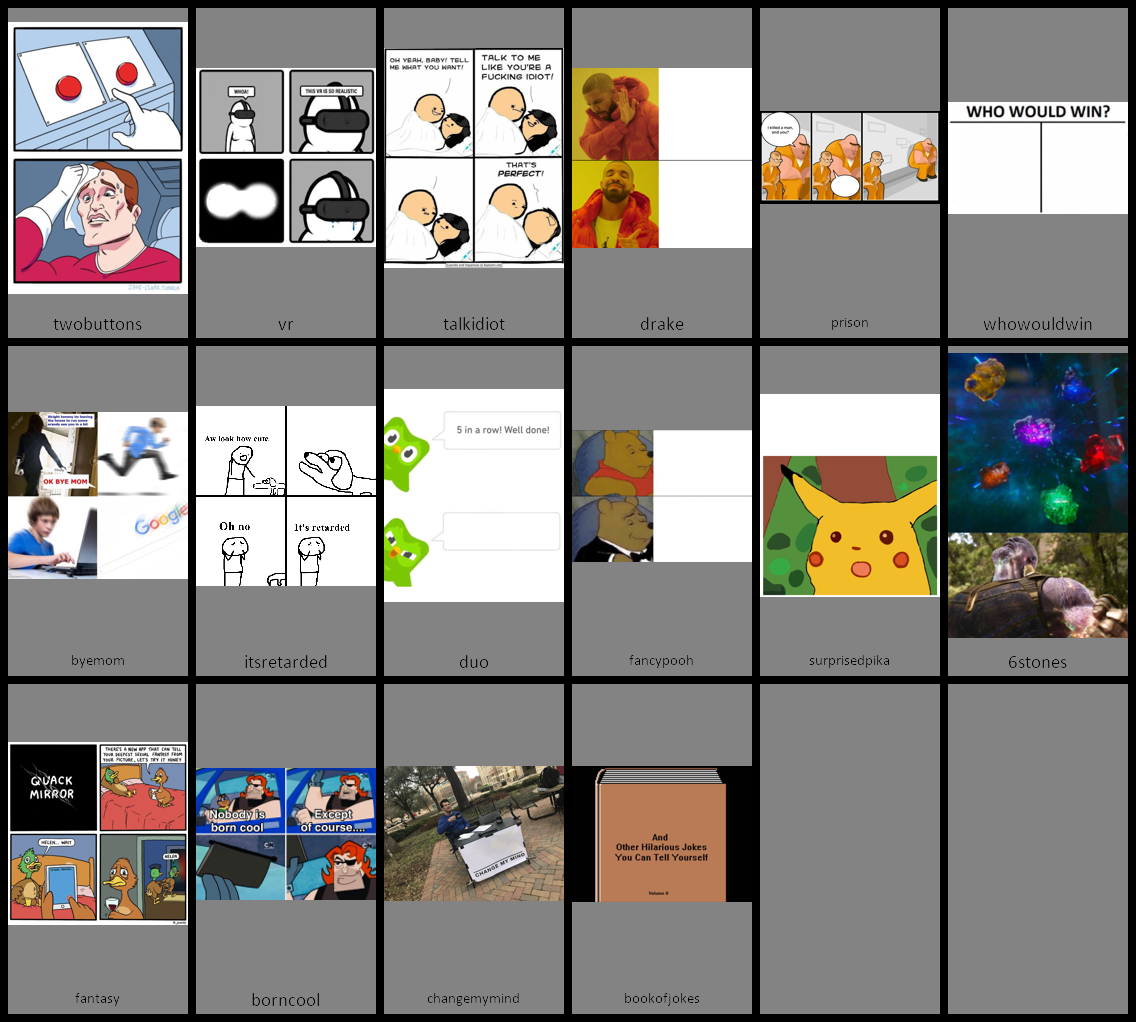 WHOA!
THIS VR IS SO REALISTIC
OH YEAH, BABY! TELL
ME WHAT YOU WANT!
TALK TO ME
LIKE YOU'RE A
FUCKING IDIOT!
THAT'S
PERFECT!
I killed a man,
and you?
WHO WOULD WIN?
twobuttons
vr
talkidiot
drake
prison
whowouldwin
Alright tommy its leaving
the house to run some
errands see you in a bit
OK BYE MOM
Google
Aw look how cute
Oh no
It's retarded
5 in a row! Well done!
byemom
itsretarded
duo
fancypooh
surprisedpika
6stones
QUACK
MIRROR
THERE'S A NEW APP THAT CAN TELL
YOUR DEEPEST SEXUAL FANTASY FROM
YOUR PICTURE, LET'S TRY IT HONEY
HELEN... WAIT
HELEN
Nobody is
born cool
Except
of course....
CN
CN
CHANGE MY MIND
And
Other Hilarious Jokes
You Can Tell Yourself
Volume II
fantasy
borncool
changemymind
bookofjokes